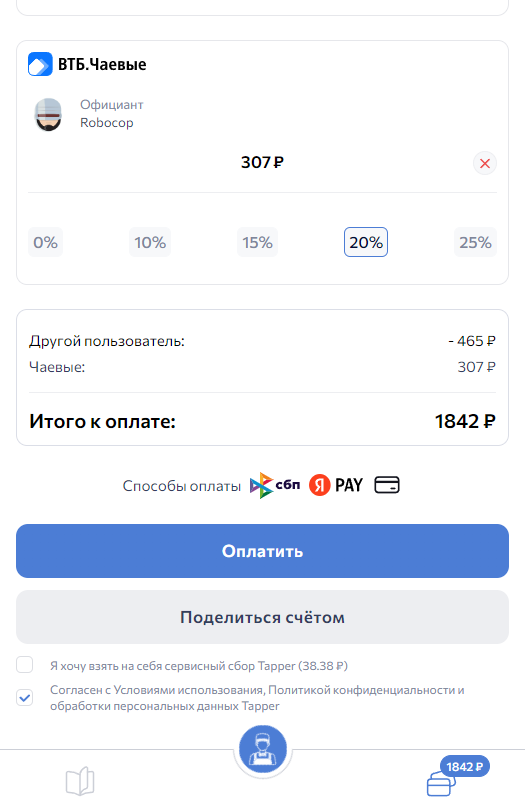 ВТБ.Чаевые
Официант
Robocop
307 ₽
0% 10% 15% 20% 25%
Другой пользователь: - 465 ₽
Чаевые: 307 ₽
Итого к оплате: 1842 ₽
Способы оплаты сбп Я PAY
Оплатить
Поделиться счётом
Я хочу взять на себя сервисный сбор Tapper (38.38 ₽)
Согласен с Условиями использования, Политикой конфиденциальности и
обработки персональных данных Tapper
1842 ₽